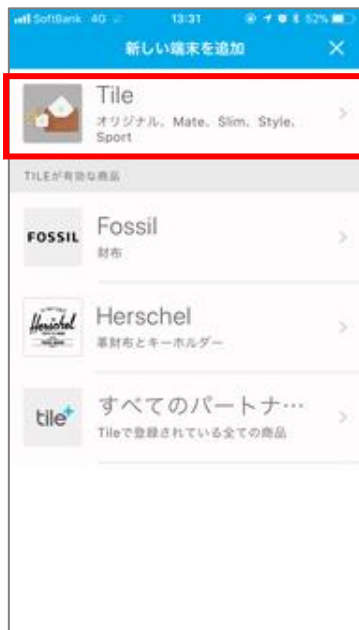 SoftBank 4G 13:31 52%
新しい端末を追加
Tile
オリジナル、Mate、Slim、Style、
Sport
TILEが有効な商品
FOSSIL
Fossil
財布
Herschel
Herschel
革財布とキーホルダー
tile+
すべてのパートナ…
Tileで登録されている全ての商品